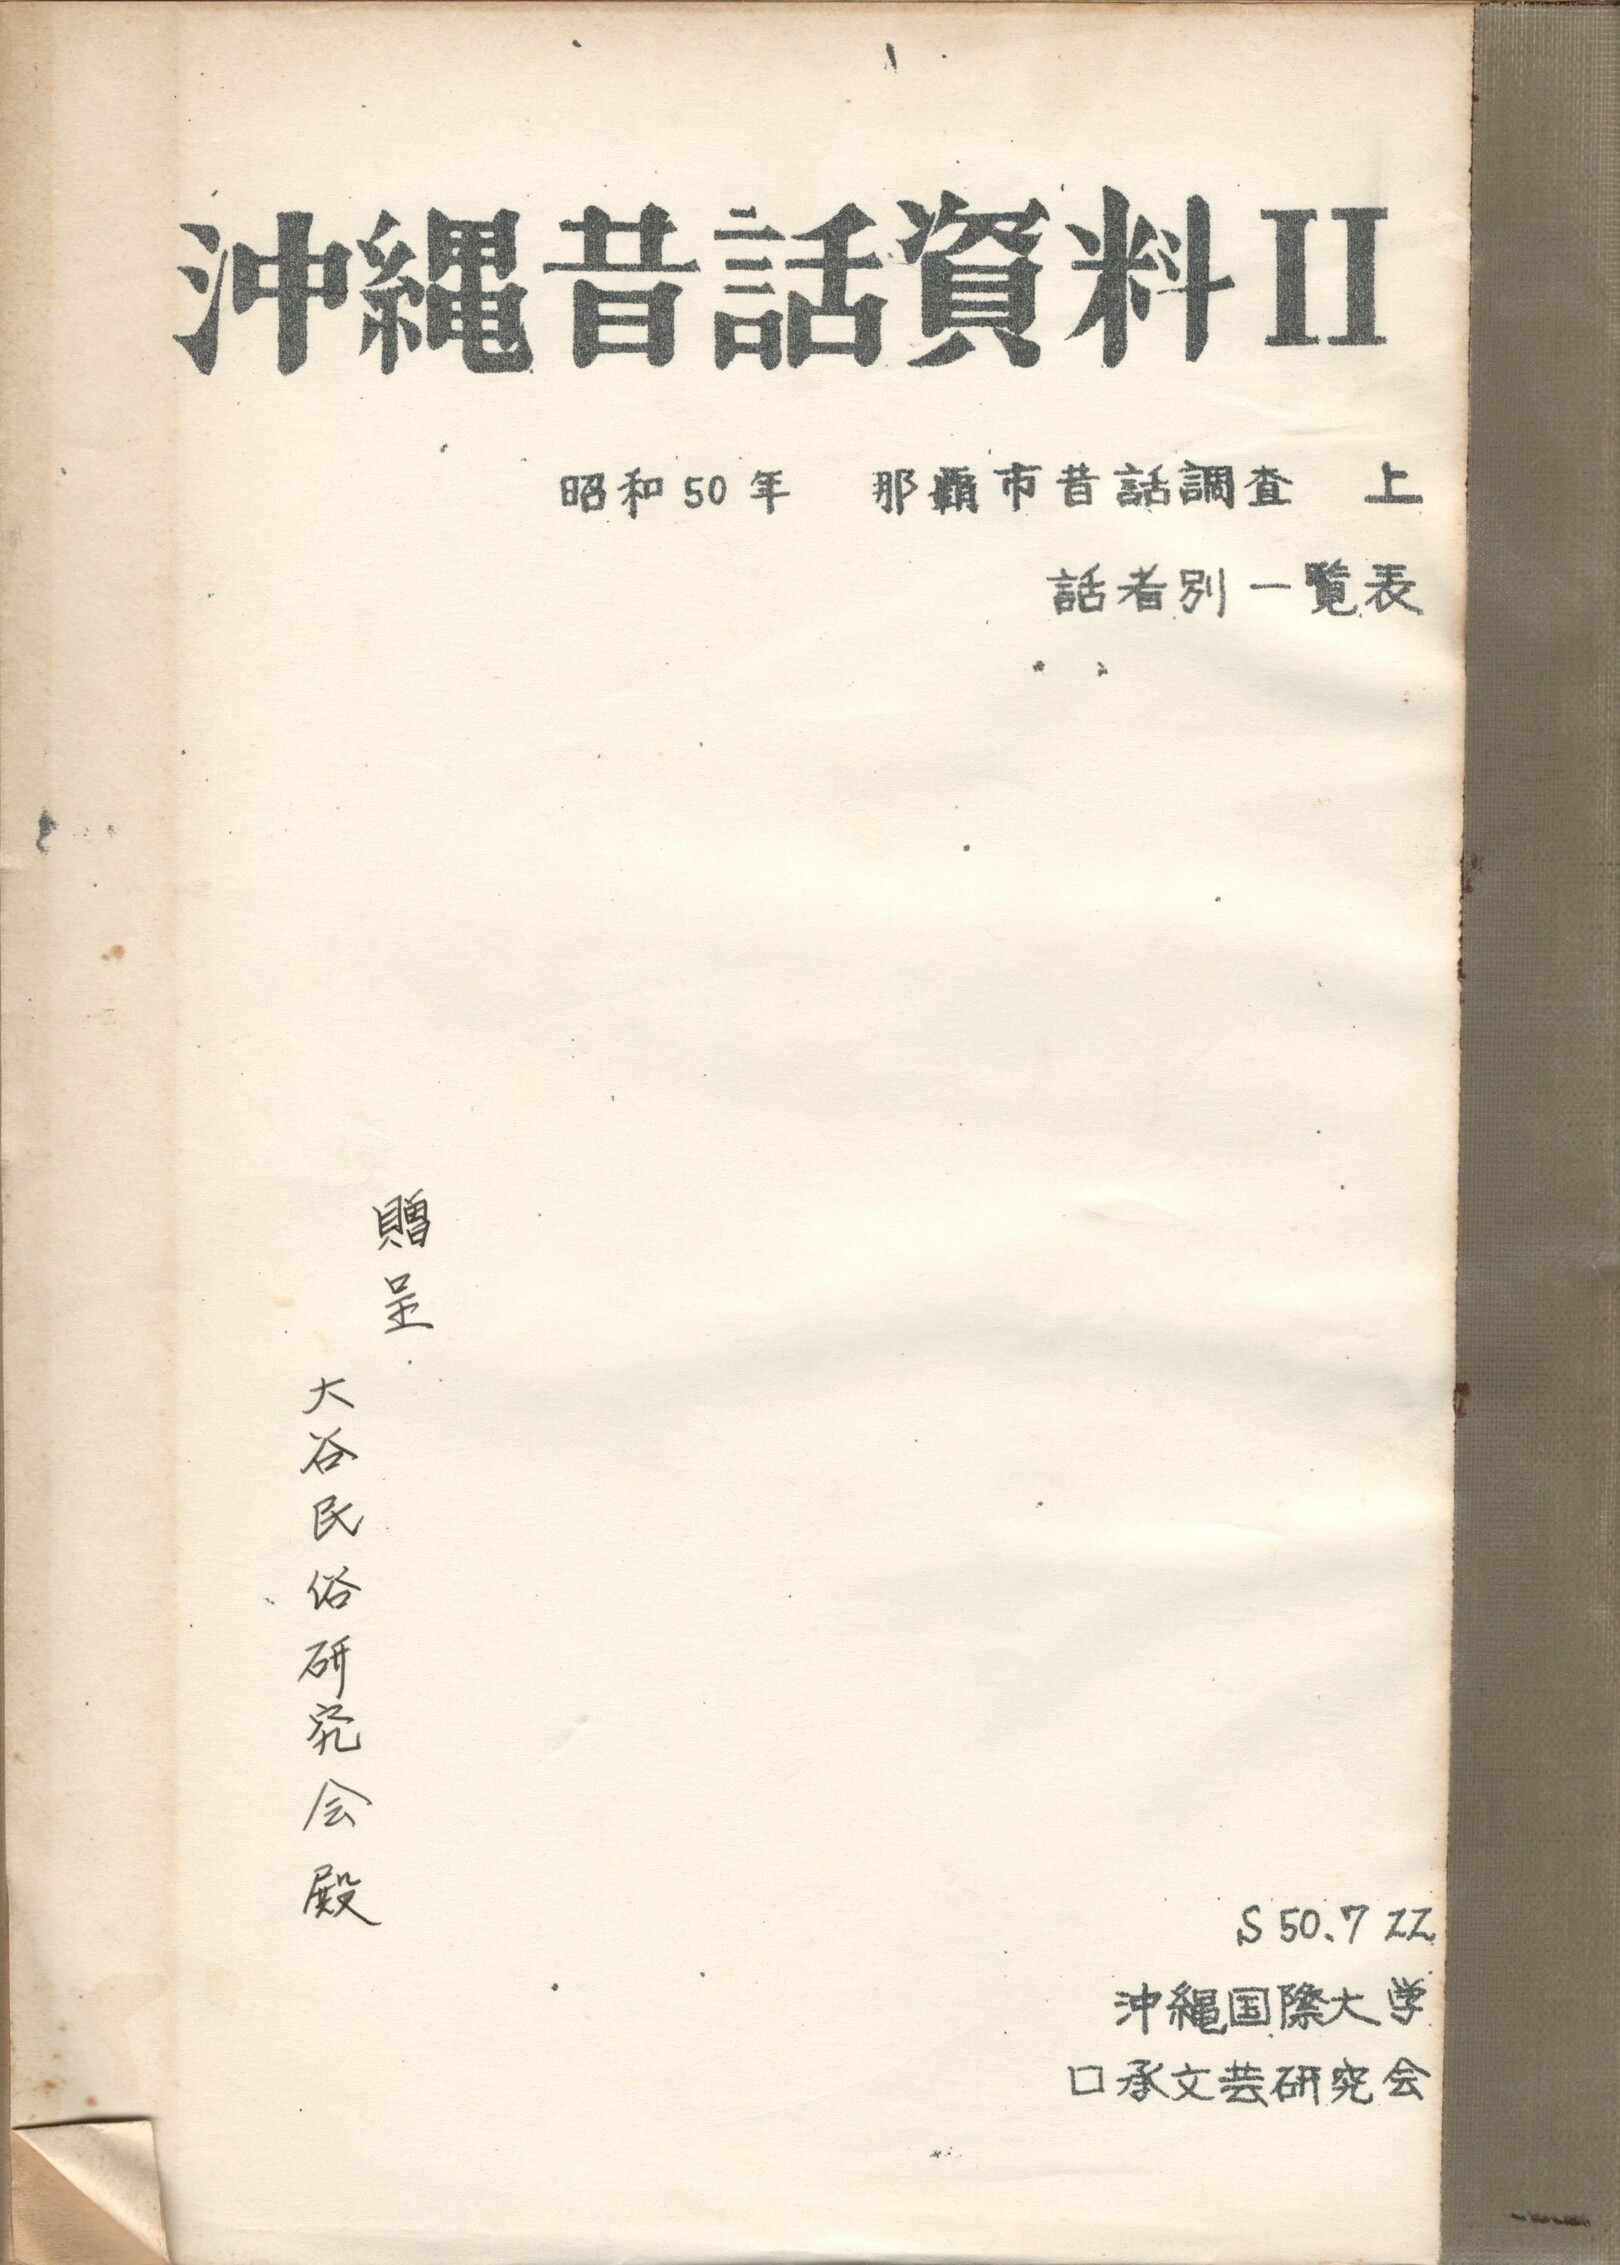 沖縄昔話資料II
昭和50年 那覇市昔話調査 上
話者別一覧表
贈呈
大谷民俗研究会殿
S 50.7 22
沖縄国際大学
口承文芸研究会